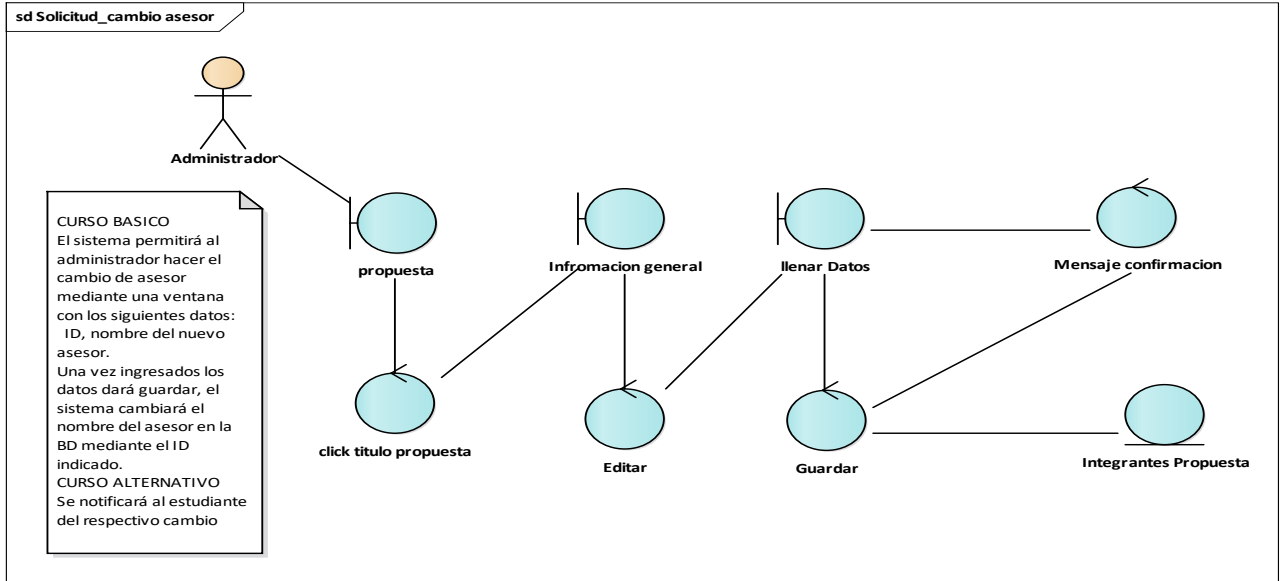 sd Solicitud_cambio asesor
Administrador
CURSO BASICO
El sistema permitirá al
administrador hacer el
cambio de asesor
mediante una ventana
con los siguientes datos:
ID, nombre del nuevo
asesor.
Una vez ingresados los
datos dará guardar, el
sistema cambiará el
nombre del asesor en la
BD mediante el ID
indicado.
CURSO ALTERNATIVO
Se notificará al estudiante
del respectivo cambio
propuesta
Infromacion general
llenar Datos
Mensaje confirmacion
click titulo propuesta
Editar
Guardar
Integrantes Propuesta